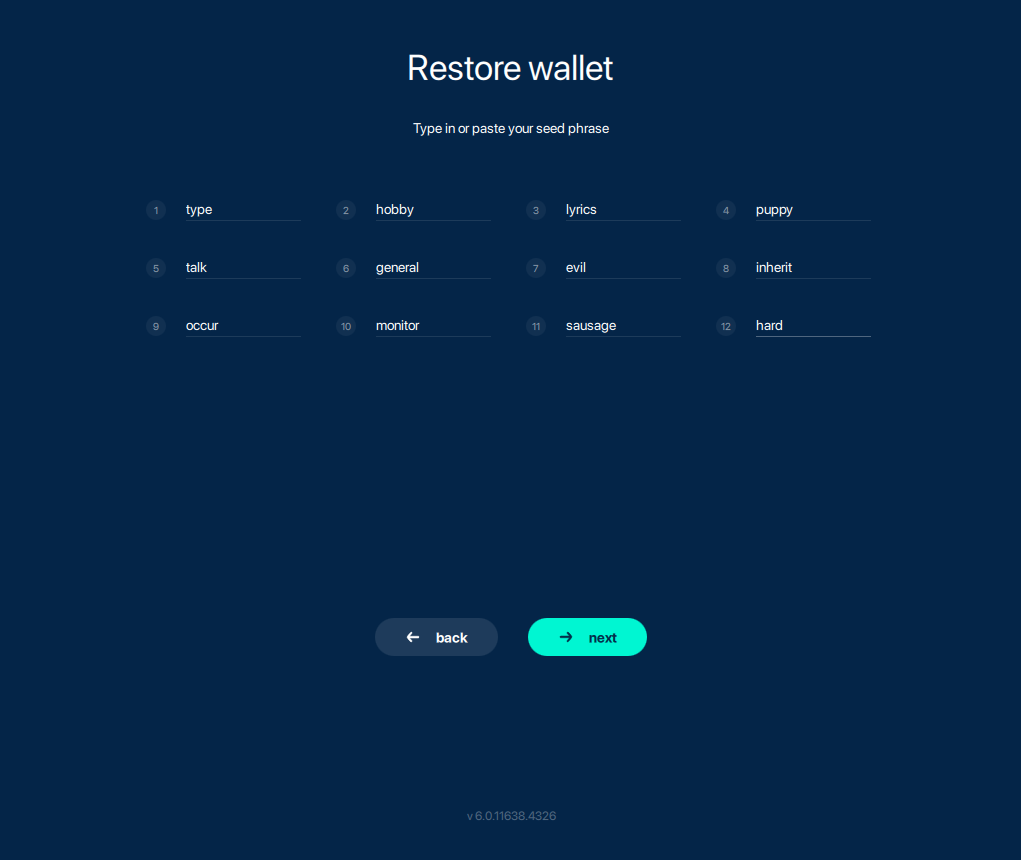 Restore wallet
Type in or paste your seed phrase
1 type 2 hobby 3 lyrics 4 puppy
5 talk 6 general 7 evil 8 inherit
9 occur 10 monitor 11 sausage 12 hard
back next
v 6.0.11638.4326